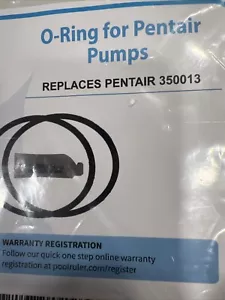 O-Ring for Pentair
Pumps
REPLACES PENTAIR 350013
WARRANTY REGISTRATION
Follow our quick one step online warranty
registration at poolruler.com/register